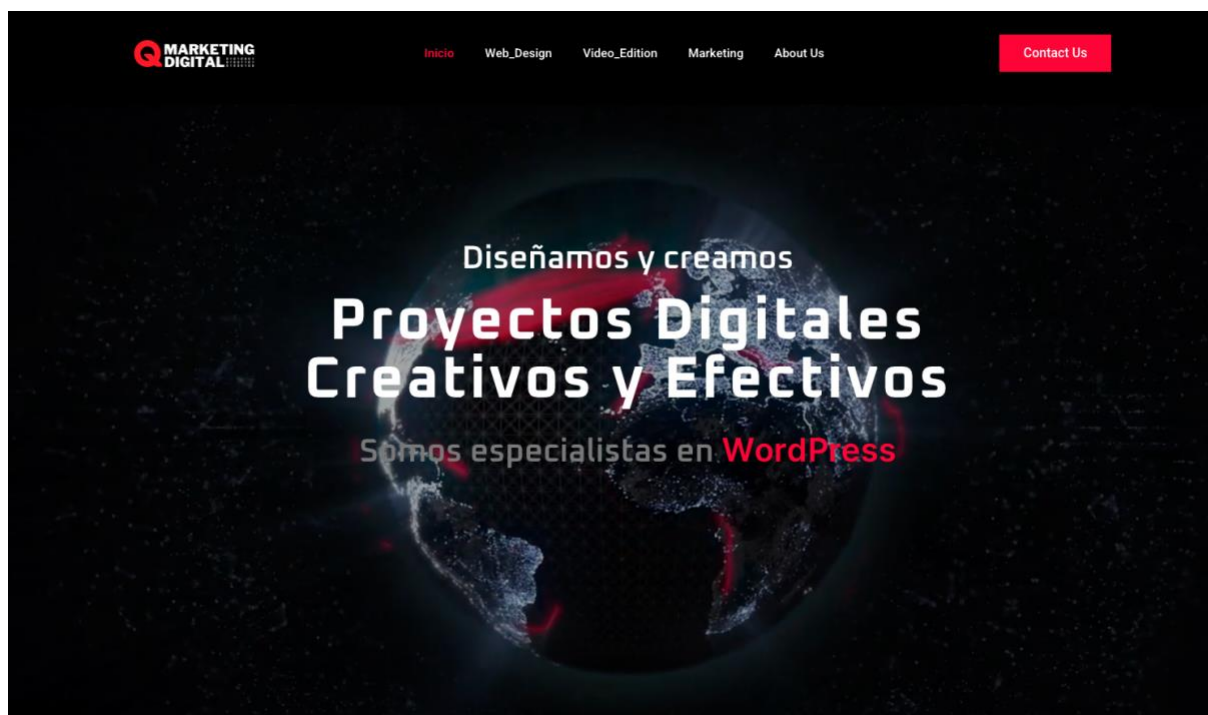 MARKETING
DIGITAL
Inicio Web_Design Video_Edition Marketing About Us
Contact Us
Diseñamos y creamos
Proyectos Digitales
Creativos y Efectivos
Somos especialistas en WordPress